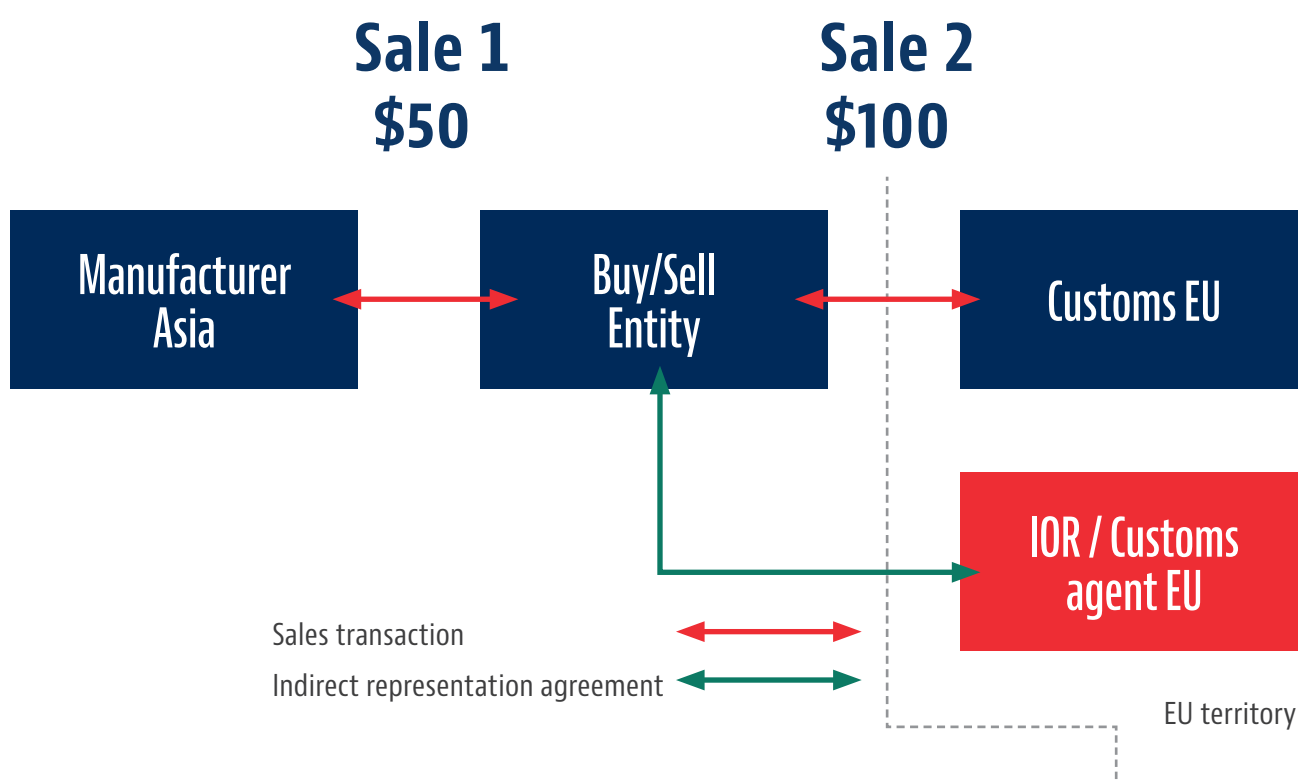 Sale 1
$50
Sale 2
$100
Manufacturer
Asia
Buy/Sell
Entity
Customs EU
IOR / Customs
agent EU
Sales transaction
Indirect representation agreement
EU territory